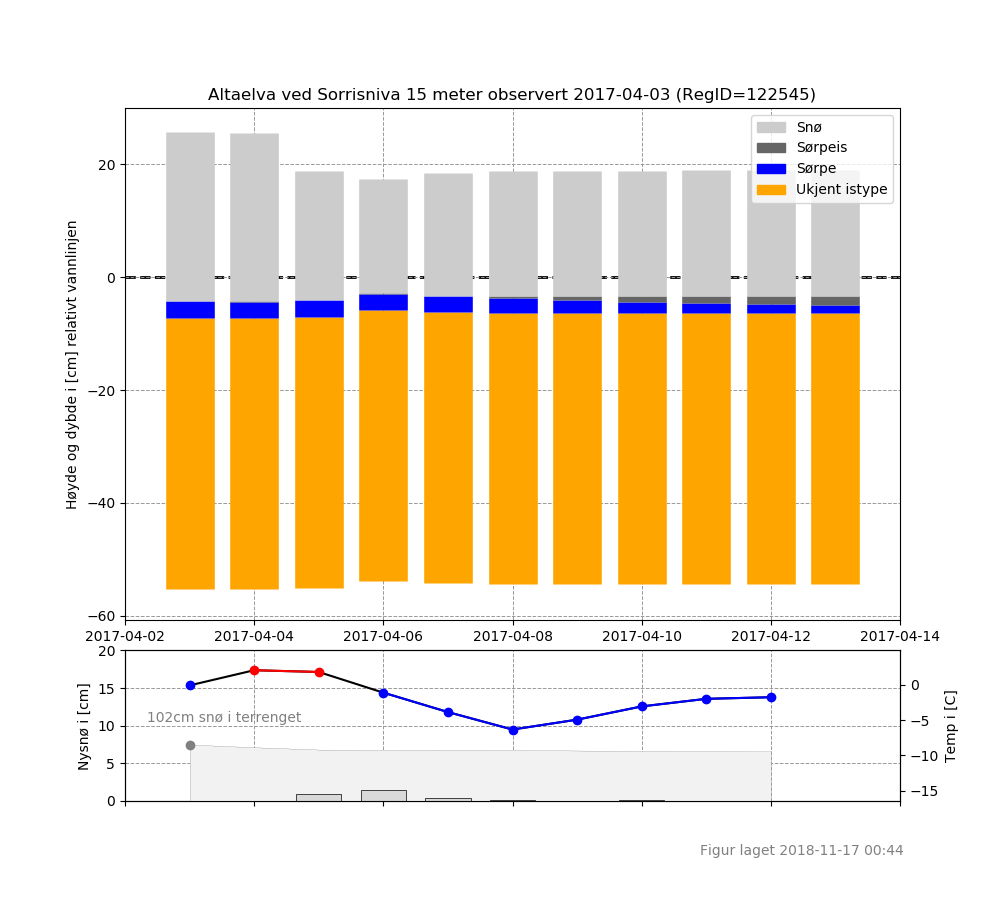 Altaelva ved Sorrisniva 15 meter observert 2017-04-03 (RegID=122545)
Snø
Sørpeis
Sørpe
Ukjent istype
Høyde og dybde i [cm] relativt vannlinjen
20
0
−20
−40
−60
2017-04-02
2017-04-04
2017-04-06
2017-04-08
2017-04-10
2017-04-12
2017-04-14
Nysnø i [cm]
20
15
10
5
0
102cm snø i terrenget
0
−5
−10
−15
Temp i [C]
Figur laget 2018-11-17 00:44